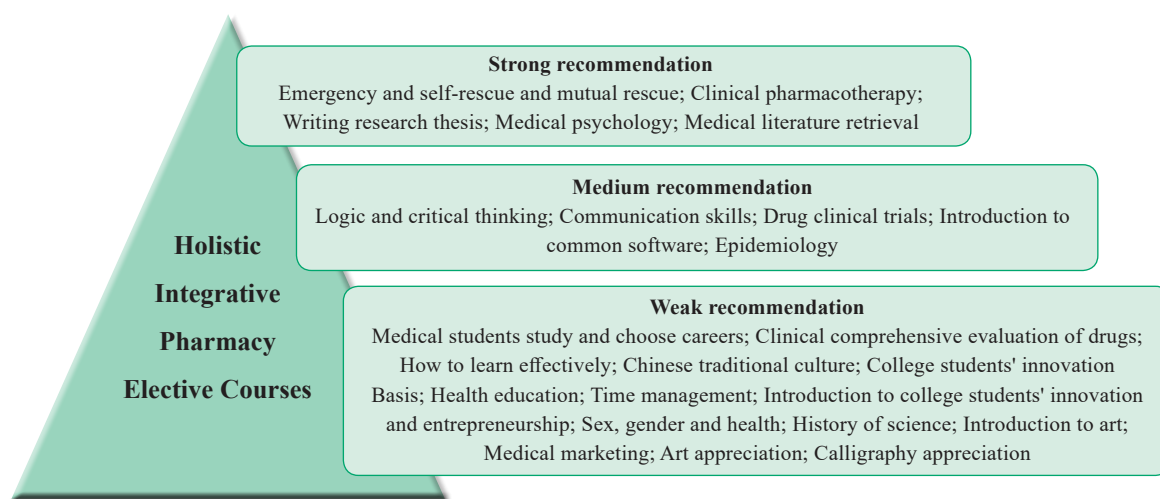 Strong recommendation
Emergency and self-rescue and mutual rescue; Clinical pharmacotherapy;
Writing research thesis; Medical psychology; Medical literature retrieval
Medium recommendation
Logic and critical thinking; Communication skills; Drug clinical trials; Introduction to
common software; Epidemiology
Holistic
Integrative
Pharmacy
Elective Courses
Weak recommendation
Medical students study and choose careers; Clinical comprehensive evaluation of drugs;
How to learn effectively; Chinese traditional culture; College students' innovation
Basis; Health education; Time management; Introduction to college students' innovation
and entrepreneurship; Sex, gender and health; History of science; Introduction to art;
Medical marketing; Art appreciation; Calligraphy appreciation